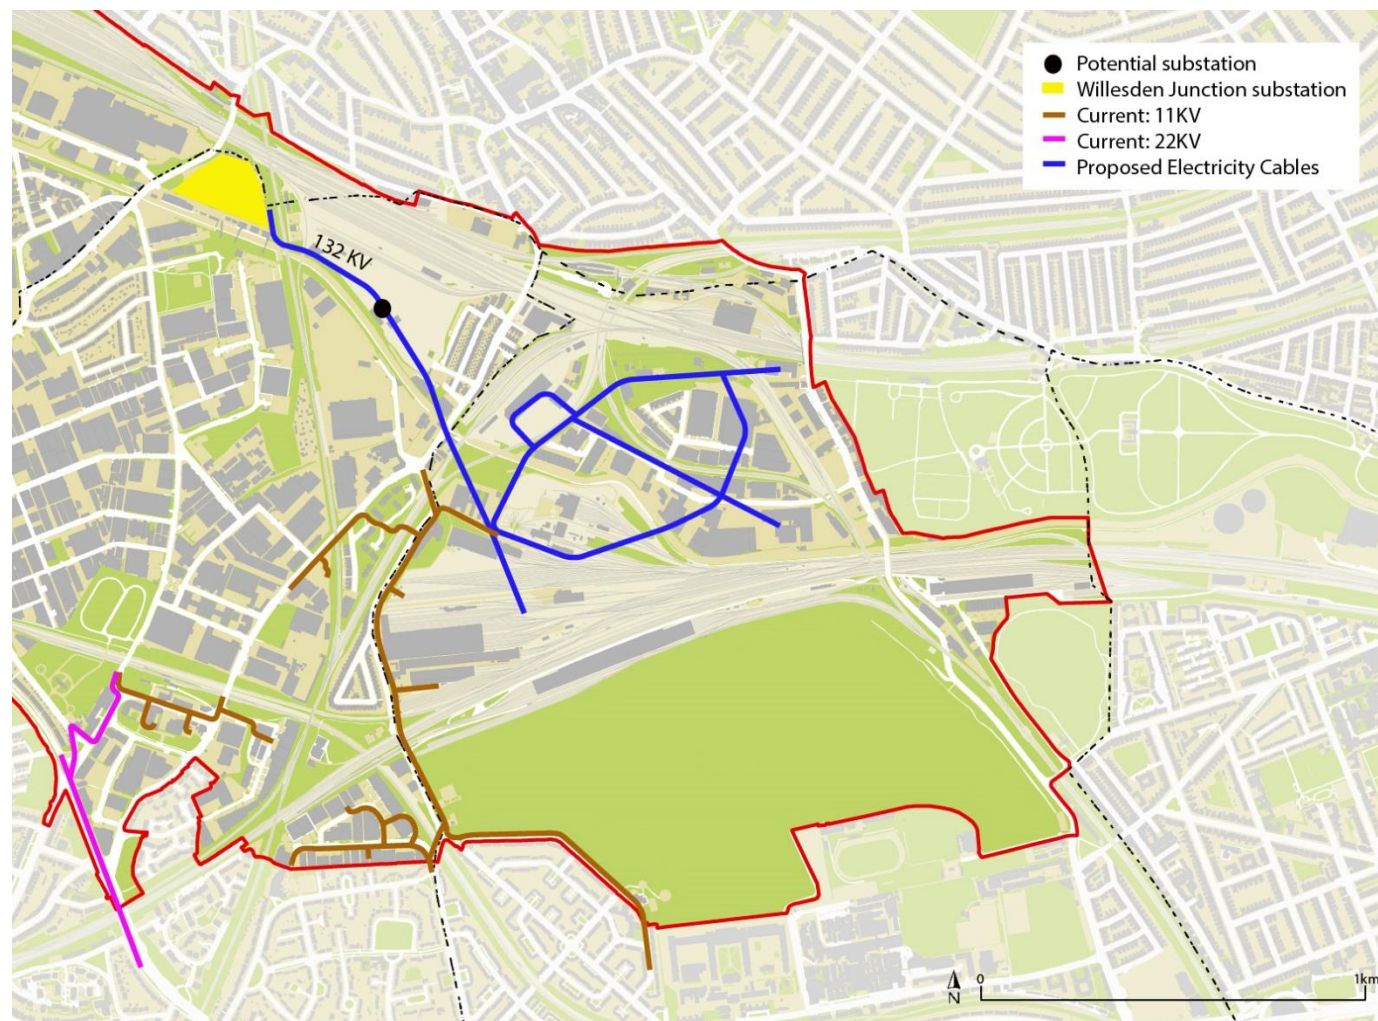 Potential substation
Willesden Junction substation
Current: 11KV
Current: 22KV
Proposed Electricity Cables
132 KV
N
0
1km